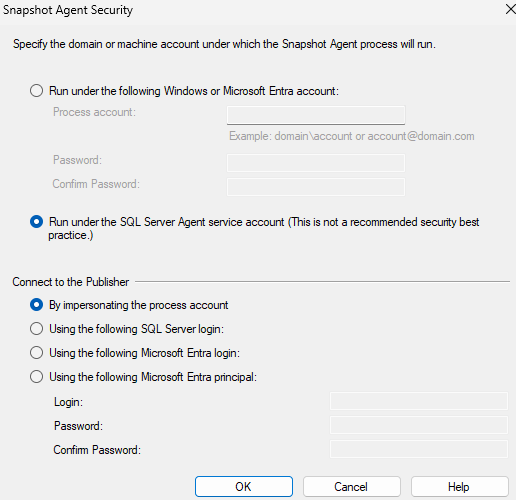 Snapshot Agent Security
Specify the domain or machine account under which the Snapshot Agent process will run.
Run under the following Windows or Microsoft Entra account:
Process account:
Example: domain\account or account@domain.com
Password:
Confirm Password:
Run under the SQL Server Agent service account (This is not a recommended security best
practice.)
Connect to the Publisher
By impersonating the process account
Using the following SQL Server login:
Using the following Microsoft Entra login:
Using the following Microsoft Entra principal:
Login:
Password:
Confirm Password:
OK Cancel Help